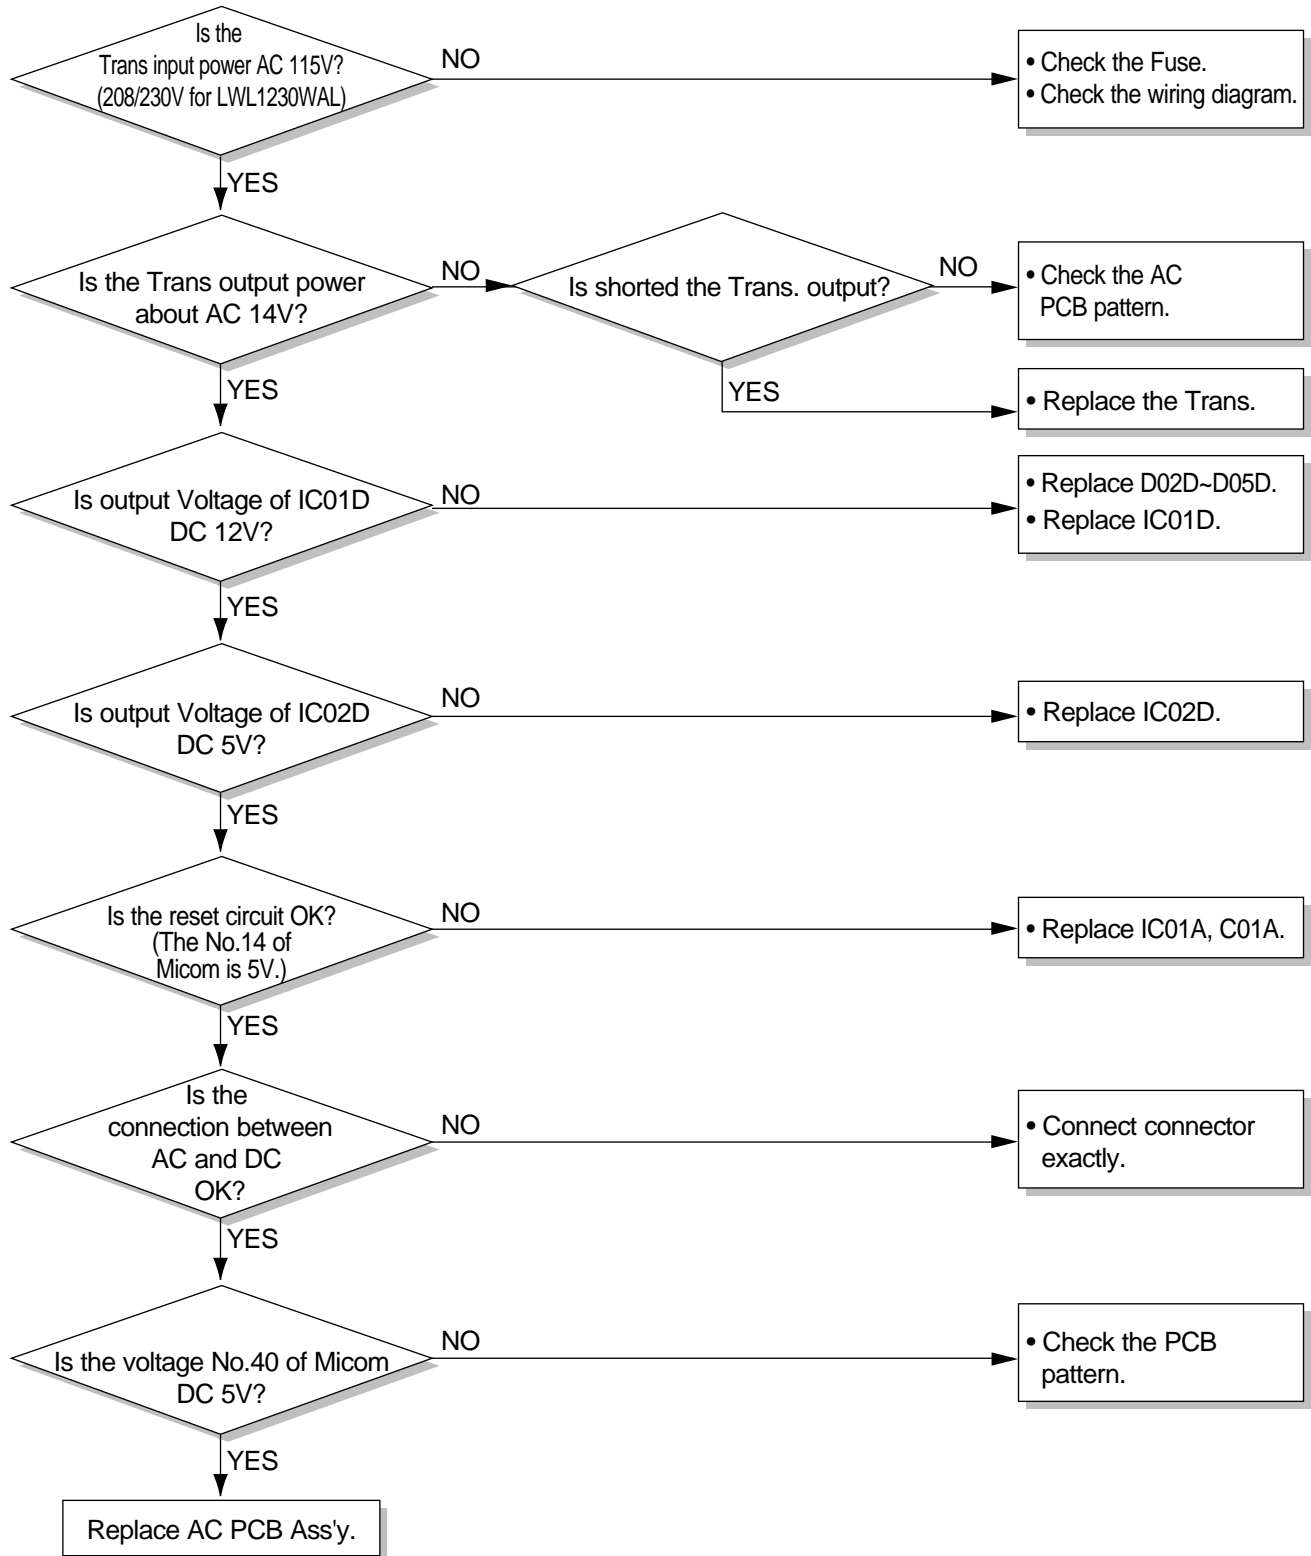 Is the
Trans input power AC 115V?
(208/230V for LWL1230WAL)
NO
• Check the Fuse.
• Check the wiring diagram.
YES
Is the Trans output power
about AC 14V?
NO
Is shorted the Trans. output?
NO
• Check the AC
PCB pattern.
YES
YES
• Replace the Trans.
Is output Voltage of IC01D
DC 12V?
NO
• Replace D02D~D05D.
• Replace IC01D.
YES
Is output Voltage of IC02D
DC 5V?
NO
• Replace IC02D.
YES
Is the reset circuit OK?
(The No.14 of
Micom is 5V.)
NO
• Replace IC01A, C01A.
YES
Is the
connection between
AC and DC
OK?
NO
• Connect connector
exactly.
YES
Is the voltage No.40 of Micom
DC 5V?
NO
• Check the PCB
pattern.
YES
Replace AC PCB Ass'y.